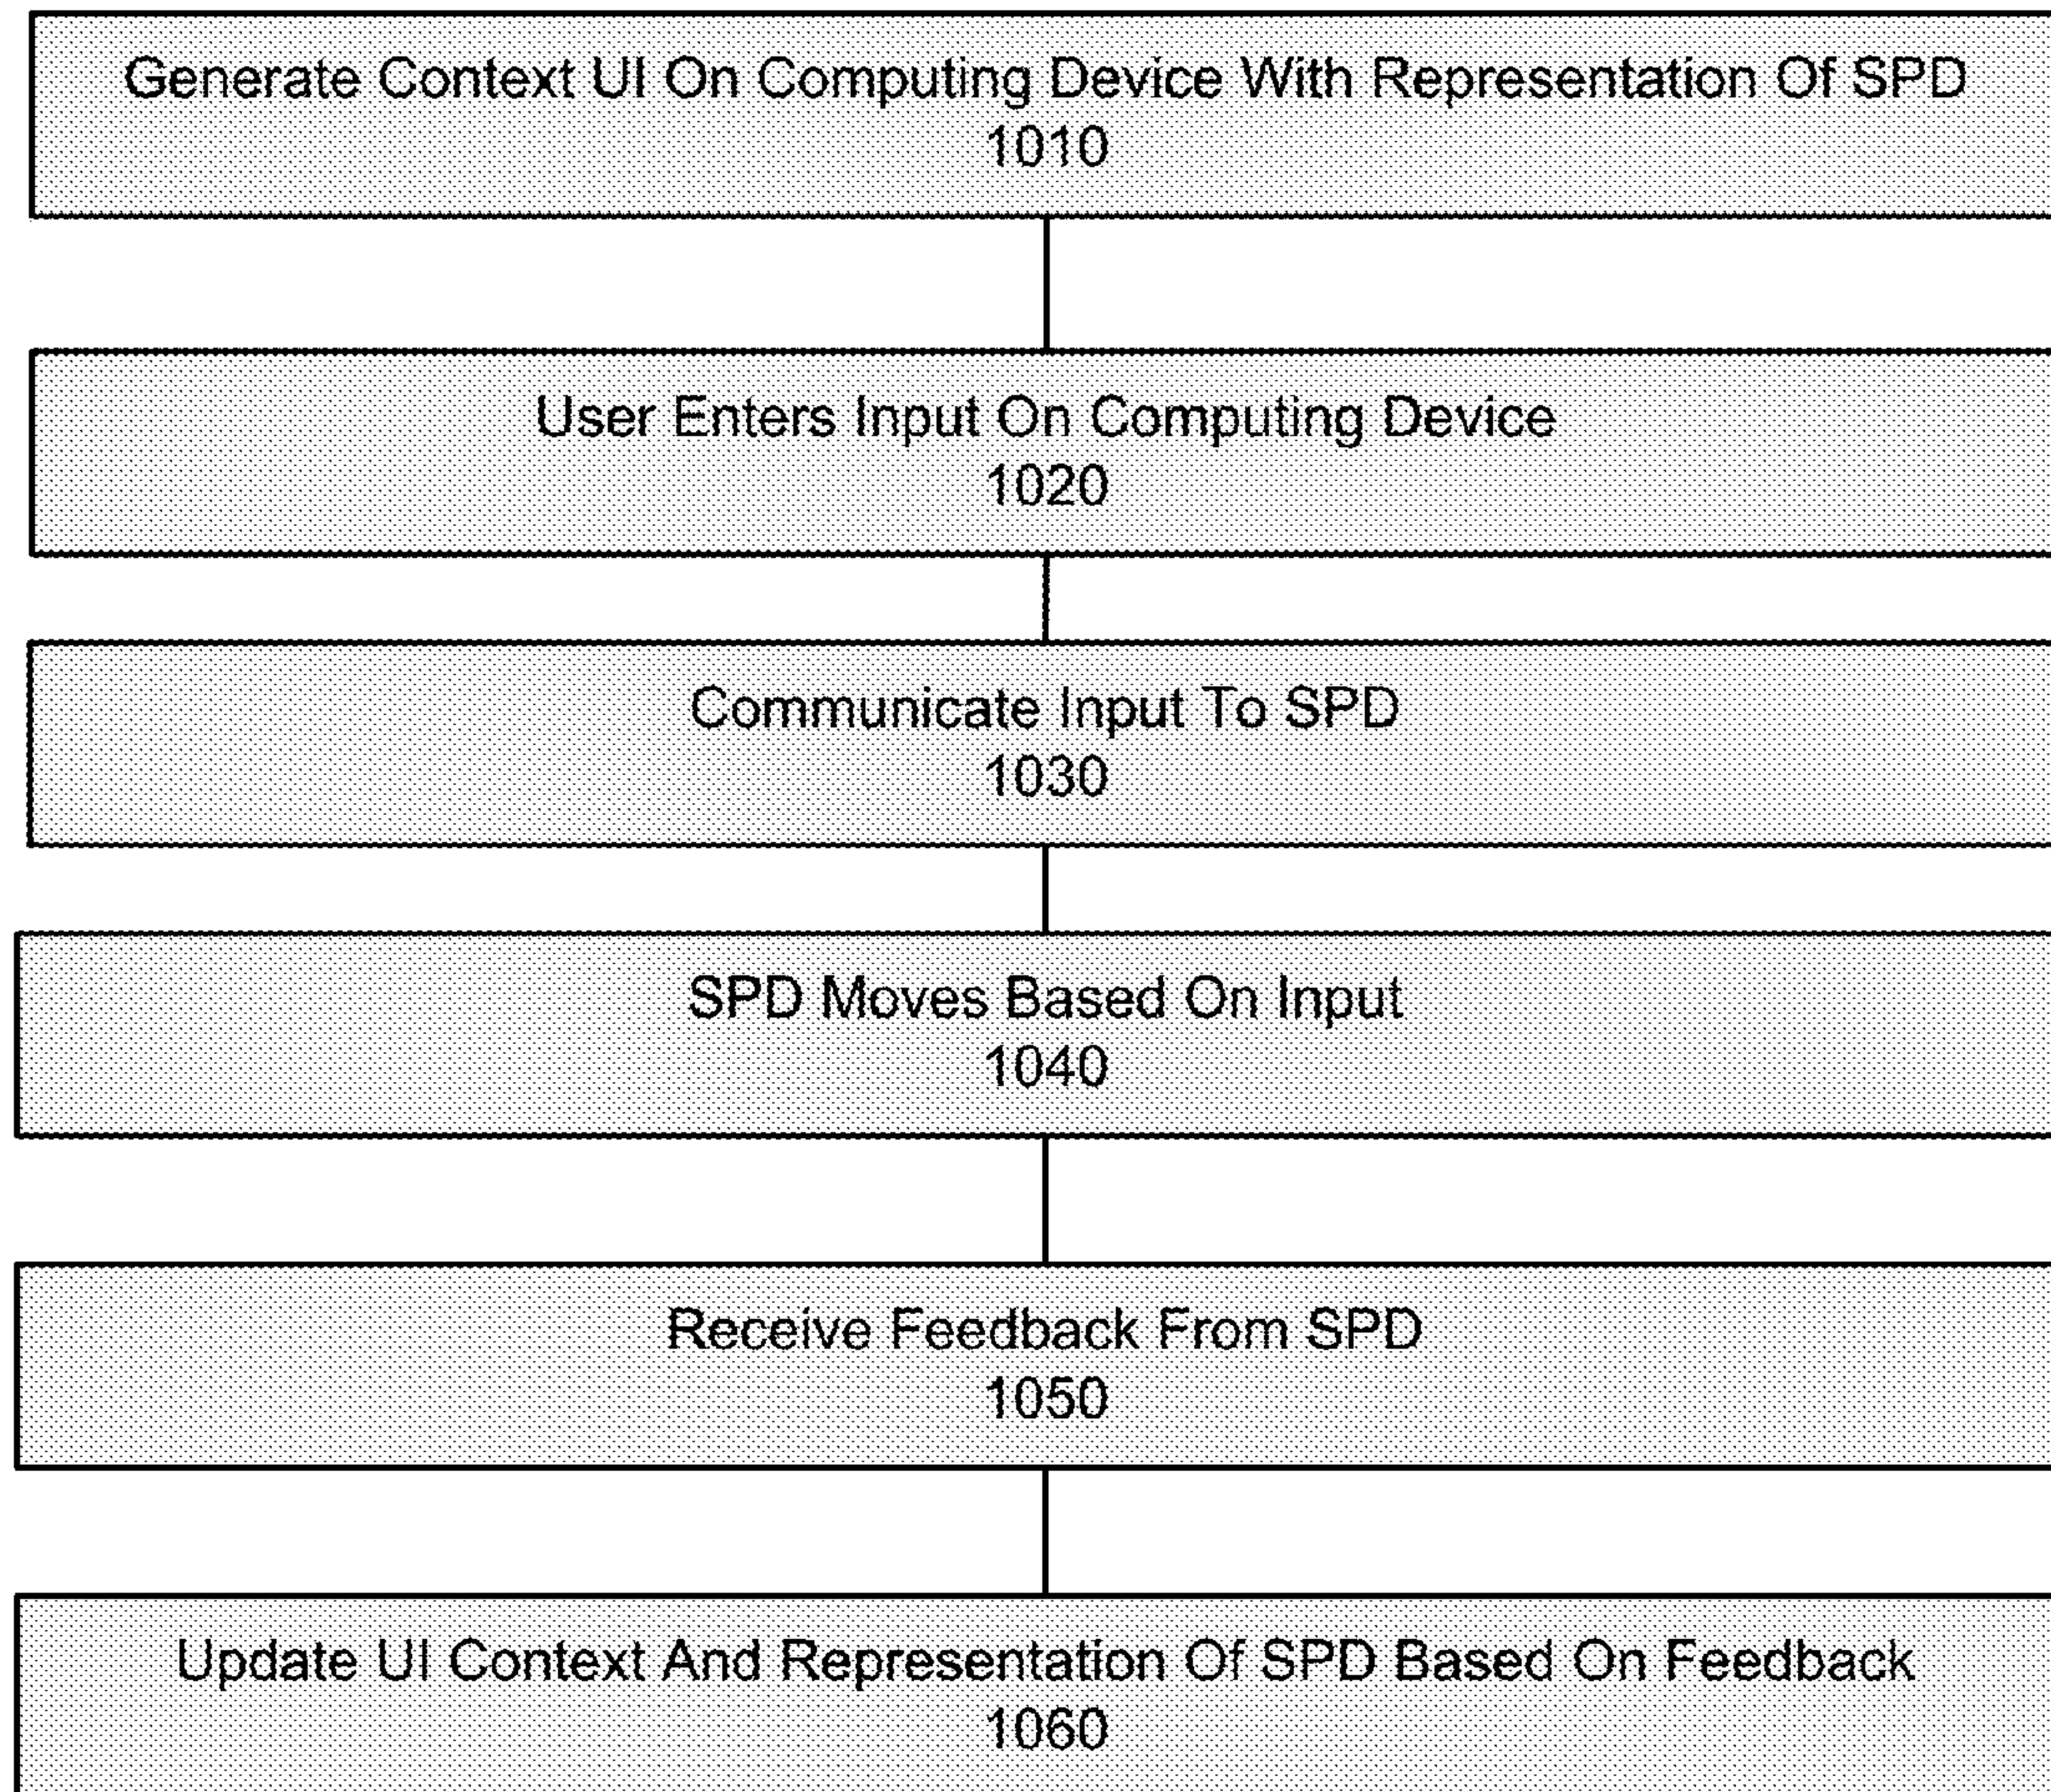 Generate Context UI On Computing Device With Representation Of SPD
1010
User Enters Input On Computing Device
1020
Communicate Input To SPD
1030
SPD Moves Based On Input
1040
Receive Feedback From SPD
1050
Update UI Context And Representation Of SPD Based On Feedback
1060